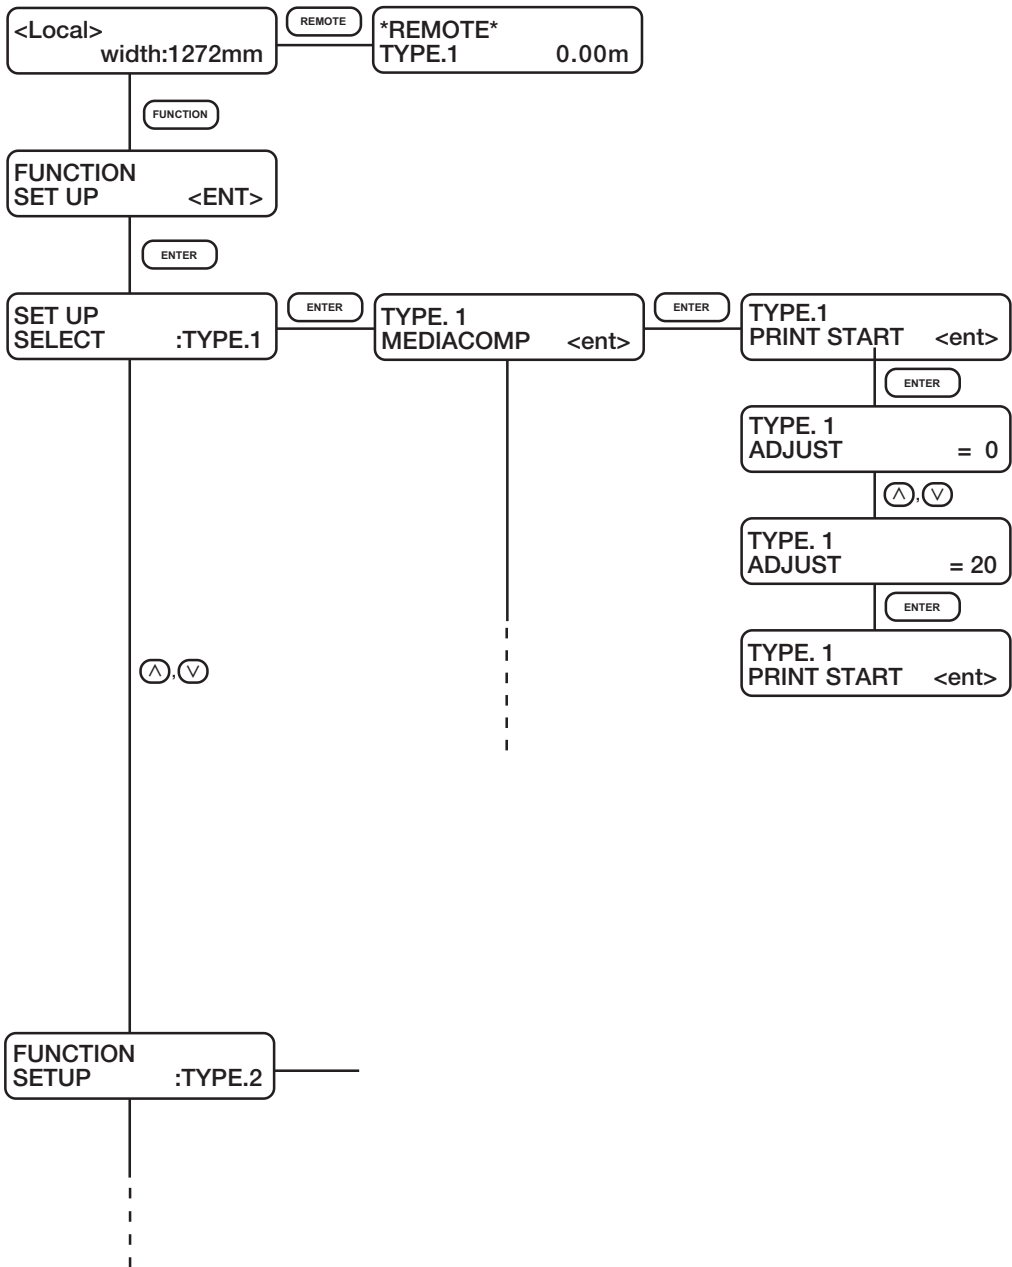 <Local>
width:1272mm
REMOTE
*REMOTE*
TYPE.1 0.00m
FUNCTION
FUNCTION
SET UP <ENT>
ENTER
SET UP
SELECT :TYPE.1
ENTER
TYPE. 1
MEDIACOMP <ent>
ENTER
TYPE.1
PRINT START <ent>
ENTER
TYPE. 1
ADJUST = 0
,
TYPE. 1
ADJUST = 20
ENTER
TYPE. 1
PRINT START <ent>
,
FUNCTION
SETUP :TYPE.2